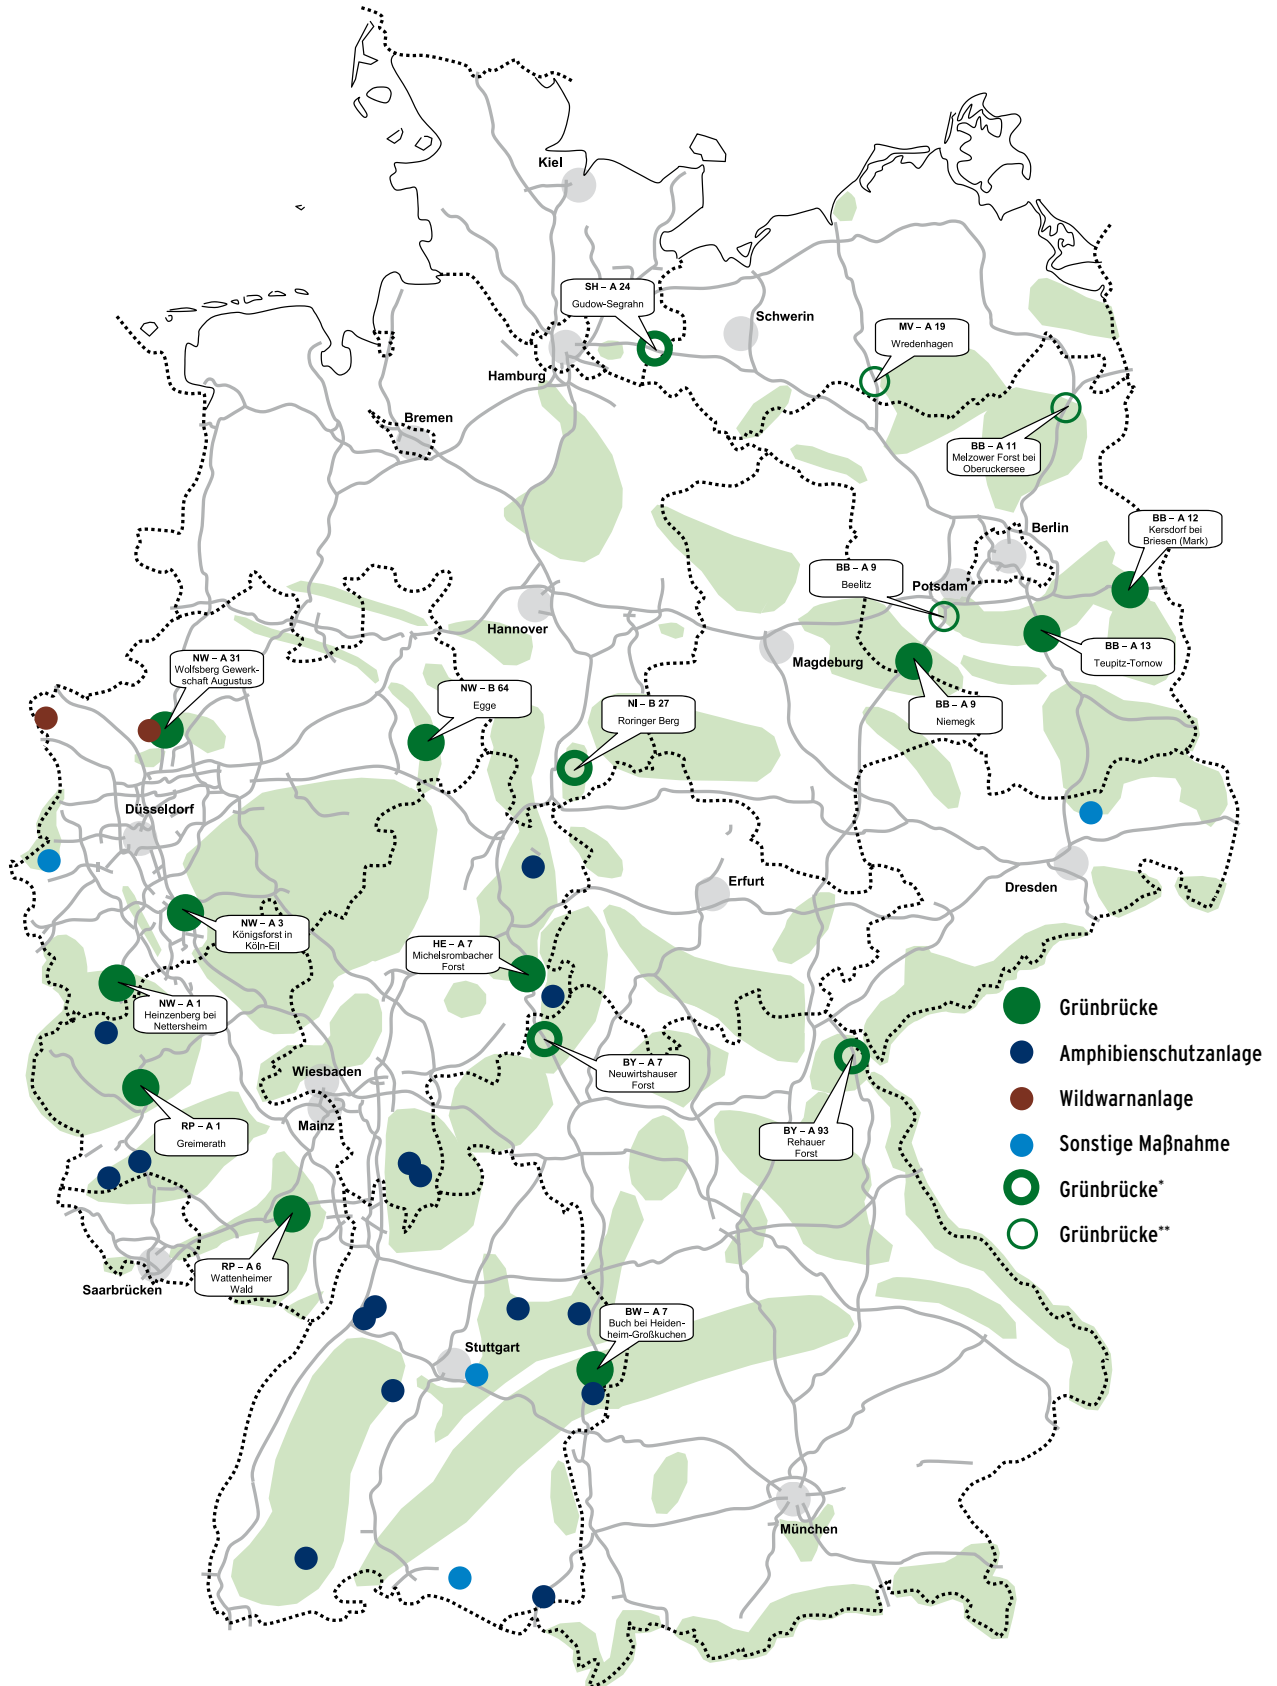 Kiel
SH – A 24
Gudow-Segrahn
Schwerin
MV – A 19
Wredenhagen
Hamburg
Bremen
BB – A 11
Melzower Forst bei
Oberuckersee
Berlin
BB – A 12
Kersdorf bei
Briesen (Mark)
BB – A 9
Beelitz
Potsdam
Hannover
Magdeburg
BB – A 13
Teupitz-Tornow
NW – A 31
Wolfsberg Gewerk-
schaft Augustus
NW – B 64
Egge
NI – B 27
Roringer Berg
BB – A 9
Niemegk
Düsseldorf
Erfurt
Dresden
NW – A 3
Königsforst in
Köln-Eil
HE – A 7
Michelsrombacher
Forst
NW – A 1
Heinzenberg bei
Nettersheim
Grünbrücke
Amphibienschutzanlage
Wiesbaden
BY – A 7
Neuwirtshauser
Forst
Wildwarnanlage
Mainz
RP – A 1
Greimerath
BY – A 93
Rehauer
Forst
Sonstige Maßnahme
Grünbrücke*
Grünbrücke**
RP – A 6
Wattenheimer
Wald
Saarbrücken
BW – A 7
Buch bei Heiden-
heim-Großkuchen
Stuttgart
München